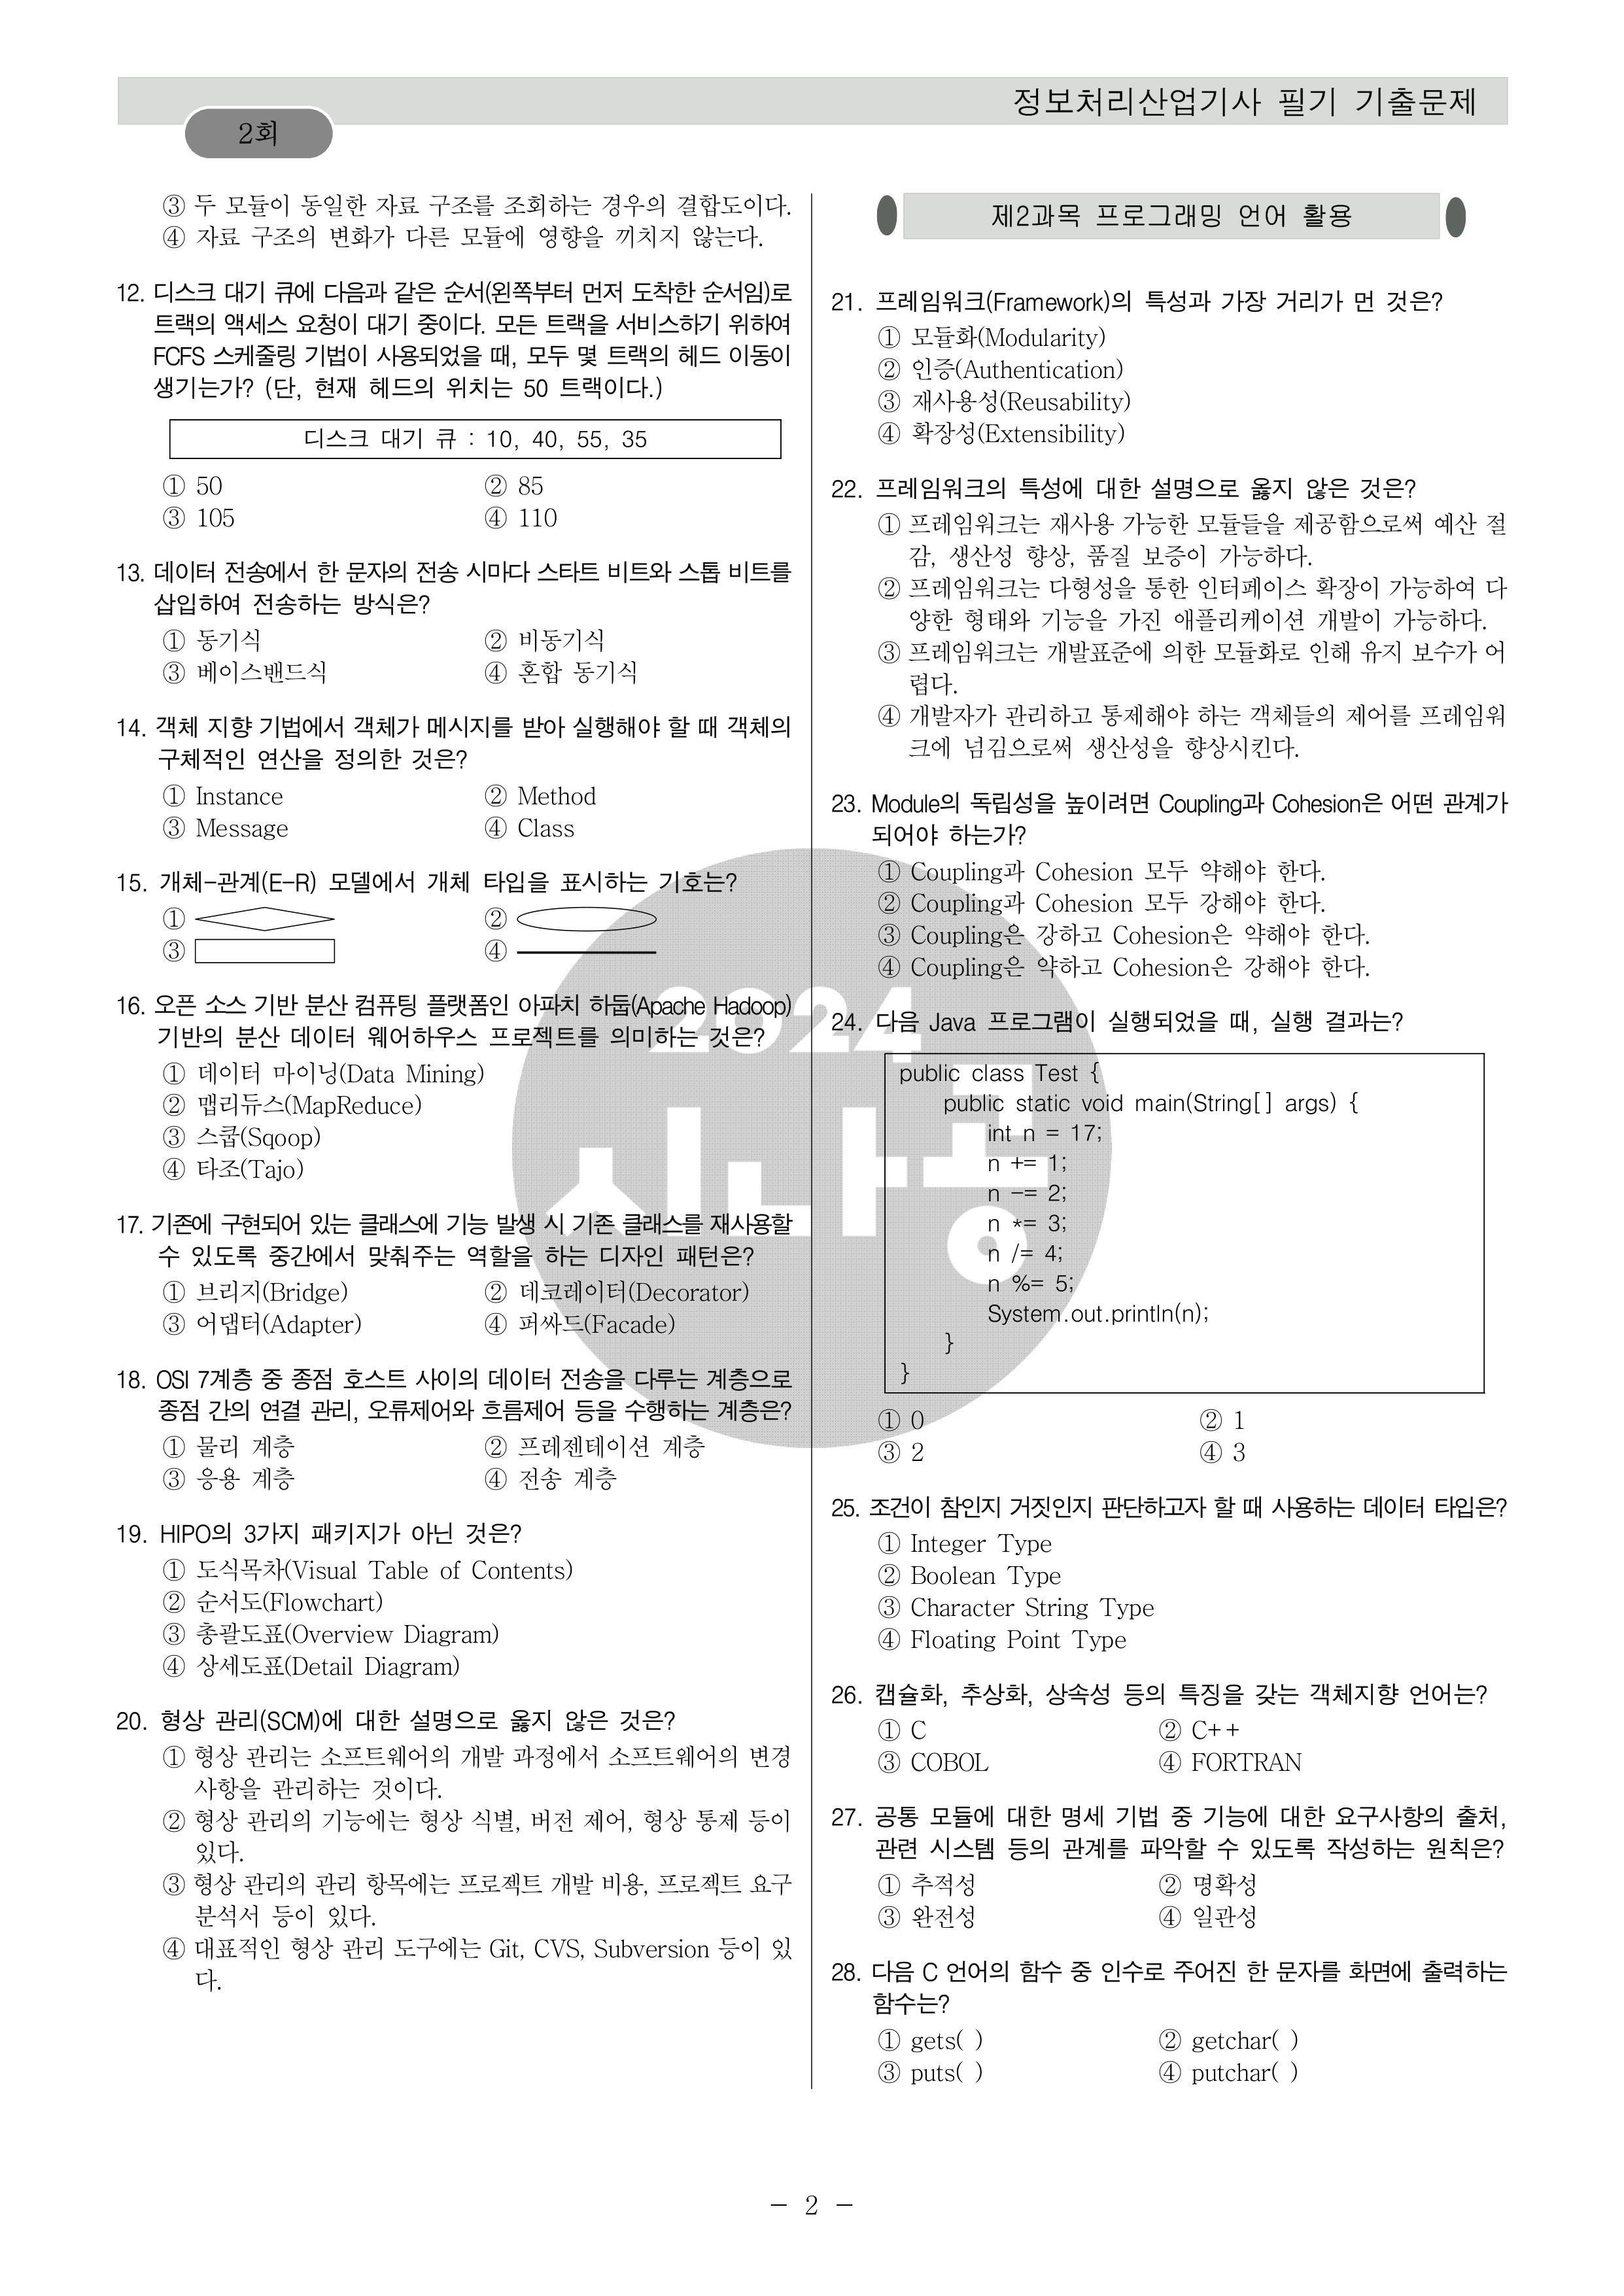 정보처리산업기사 필기 기출문제
2회
③ 두 모듈이 동일한 자료 구조를 조회하는 경우의 결합도이다.
④ 자료 구조의 변화가 다른 모듈에 영향을 끼치지 않는다.
12. 디스크 대기 큐에 다음과 같은 순서(왼쪽부터 먼저 도착한 순서임)로
트랙의 액세스 요청이 대기 중이다. 모든 트랙을 서비스하기 위하여
FCFS 스케줄링 기법이 사용되었을 때, 모두 몇 트랙의 헤드 이동이
생기는가? (단, 현재 헤드의 위치는 50 트랙이다.)
디스크 대기 큐 : 10, 40, 55, 35
① 50 ② 85
③ 105 ④ 110
13. 데이터 전송에서 한 문자의 전송 시마다 스타트 비트와 스톱 비트를
삽입하여 전송하는 방식은?
① 동기식 ② 비동기식
③ 베이스밴드식 ④ 혼합 동기식
14. 객체 지향 기법에서 객체가 메시지를 받아 실행해야 할 때 객체의
구체적인 연산을 정의한 것은?
① Instance ② Method
③ Message ④ Class
15. 개체-관계(E-R) 모델에서 개체 타입을 표시하는 기호는?
① ②
③ ④
16. 오픈 소스 기반 분산 컴퓨팅 플랫폼인 아파치 하둡(Apache Hadoop)
기반의 분산 데이터 웨어하우스 프로젝트를 의미하는 것은?
① 데이터 마이닝(Data Mining)
② 맵리듀스(MapReduce)
③ 스쿱(Sqoop)
④ 타조(Tajo)
17. 기존에 구현되어 있는 클래스에 기능 발생 시 기존 클래스를 재사용할
수 있도록 중간에서 맞춰주는 역할을 하는 디자인 패턴은?
① 브리지(Bridge) ② 데코레이터(Decorator)
③ 어댑터(Adapter) ④ 퍼싸드(Facade)
18. OSI 7계층 중 종점 호스트 사이의 데이터 전송을 다루는 계층으로
종점 간의 연결 관리, 오류제어와 흐름제어 등을 수행하는 계층은?
① 물리 계층 ② 프레젠테이션 계층
③ 응용 계층 ④ 전송 계층
19. HIPO의 3가지 패키지가 아닌 것은?
① 도식목차(Visual Table of Contents)
② 순서도(Flowchart)
③ 총괄도표(Overview Diagram)
④ 상세도표(Detail Diagram)
20. 형상 관리(SCM)에 대한 설명으로 옳지 않은 것은?
① 형상 관리는 소프트웨어의 개발 과정에서 소프트웨어의 변경
사항을 관리하는 것이다.
② 형상 관리의 기능에는 형상 식별, 버전 제어, 형상 통제 등이
있다.
③ 형상 관리의 관리 항목에는 프로젝트 개발 비용, 프로젝트 요구
분석서 등이 있다.
④ 대표적인 형상 관리 도구에는 Git, CVS, Subversion 등이 있
다.
제2과목 프로그래밍 언어 활용
21. 프레임워크(Framework)의 특성과 가장 거리가 먼 것은?
① 모듈화(Modularity)
② 인증(Authentication)
③ 재사용성(Reusability)
④ 확장성(Extensibility)
22. 프레임워크의 특성에 대한 설명으로 옳지 않은 것은?
① 프레임워크는 재사용 가능한 모듈들을 제공함으로써 예산 절
감, 생산성 향상, 품질 보증이 가능하다.
② 프레임워크는 다형성을 통한 인터페이스 확장이 가능하여 다
양한 형태와 기능을 가진 애플리케이션 개발이 가능하다.
③ 프레임워크는 개발표준에 의한 모듈화로 인해 유지 보수가 어
렵다.
④ 개발자가 관리하고 통제해야 하는 객체들의 제어를 프레임워
크에 넘김으로써 생산성을 향상시킨다.
23. Module의 독립성을 높이려면 Coupling과 Cohesion은 어떤 관계가
되어야 하는가?
① Coupling과 Cohesion 모두 약해야 한다.
② Coupling과 Cohesion 모두 강해야 한다.
③ Coupling은 강하고 Cohesion은 약해야 한다.
④ Coupling은 약하고 Cohesion은 강해야 한다.
24. 다음 Java 프로그램이 실행되었을 때, 실행 결과는?
public class Test {
public static void main(String[] args) {
int n = 17;
n += 1;
n -= 2;
n *= 3;
n /= 4;
n %= 5;
System.out.println(n);
}
}
① 0 ② 1
③ 2 ④ 3
25. 조건이 참인지 거짓인지 판단하고자 할 때 사용하는 데이터 타입은?
① Integer Type
② Boolean Type
③ Character String Type
④ Floating Point Type
26. 캡슐화, 추상화, 상속성 등의 특징을 갖는 객체지향 언어는?
① C ② C++
③ COBOL ④ FORTRAN
27. 공통 모듈에 대한 명세 기법 중 기능에 대한 요구사항의 출처,
관련 시스템 등의 관계를 파악할 수 있도록 작성하는 원칙은?
① 추적성 ② 명확성
③ 완전성 ④ 일관성
28. 다음 C 언어의 함수 중 인수로 주어진 한 문자를 화면에 출력하는
함수는?
① gets( ) ② getchar( )
③ puts( ) ④ putchar( )
2024
시나공
- 2 -